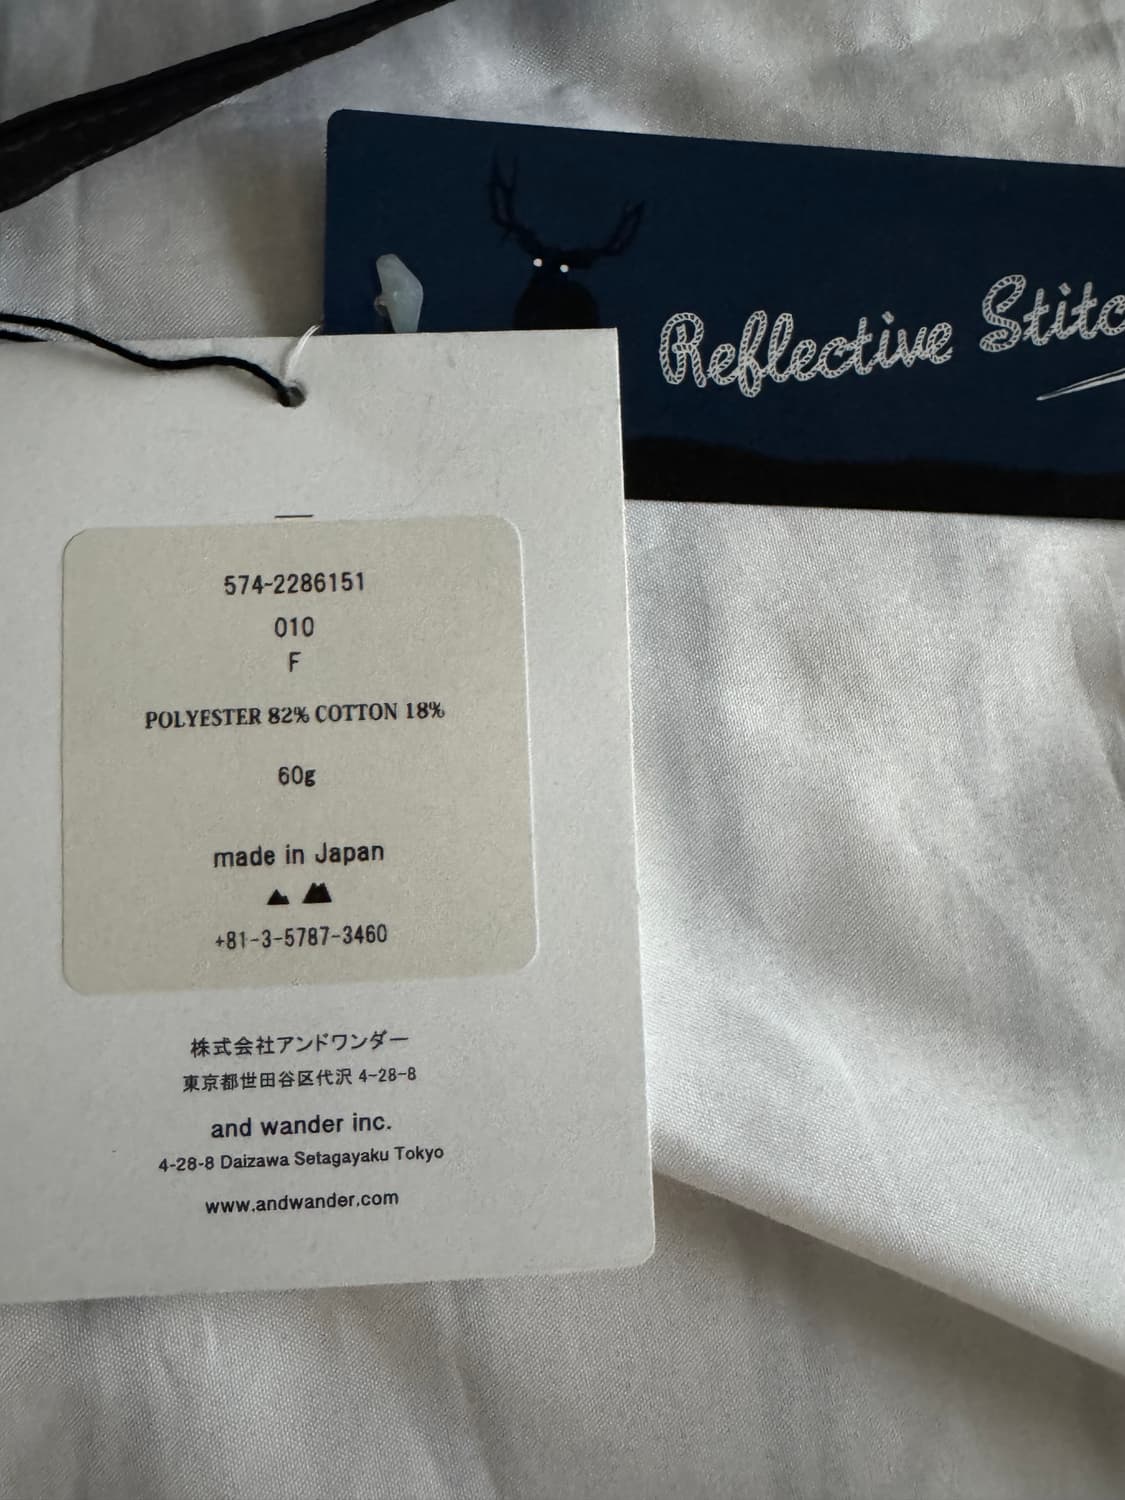 Reflective
574-2286151
010
F
POLYESTER 82% COTTON 18%
60g
made in Japan
+81-3-5787-3460
株式会社アンドワンダー
東京都世田谷区代沢 4-28-8
and wander inc.
4-28-8 Daizawa Setagayaku Tokyo
www.andwander.com